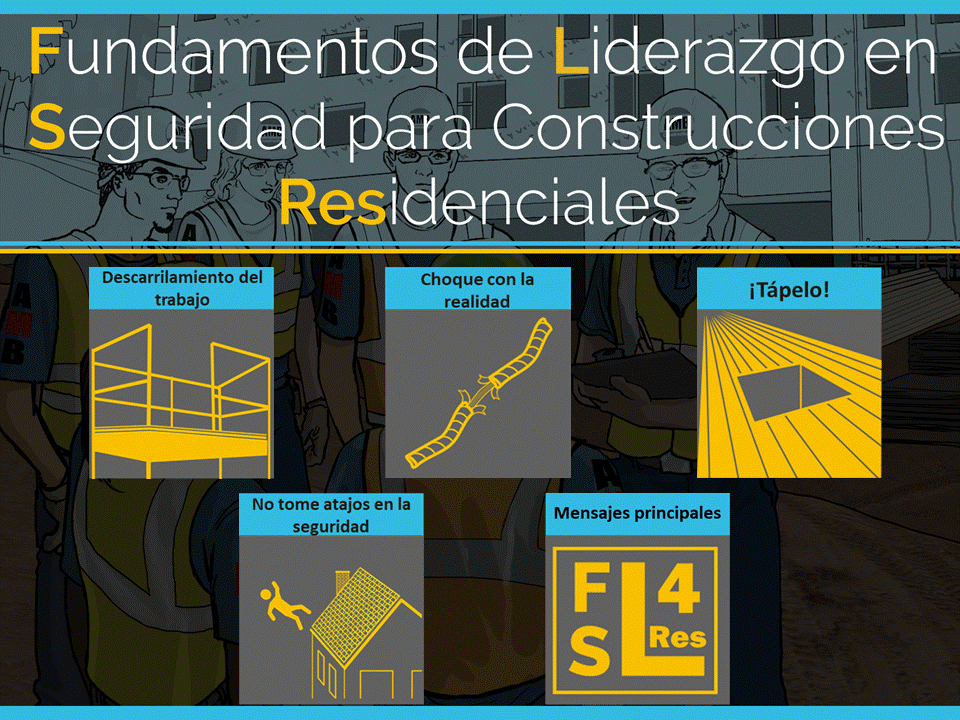 Fundamentos de Liderazgo en
Seguridad para Construcciones
Residenciales
Descarrilamiento del
trabajo
Choque con la
realidad
¡Tápelo!
No tome atajos en la
seguridad
Mensajes principales
F 4
S L Res